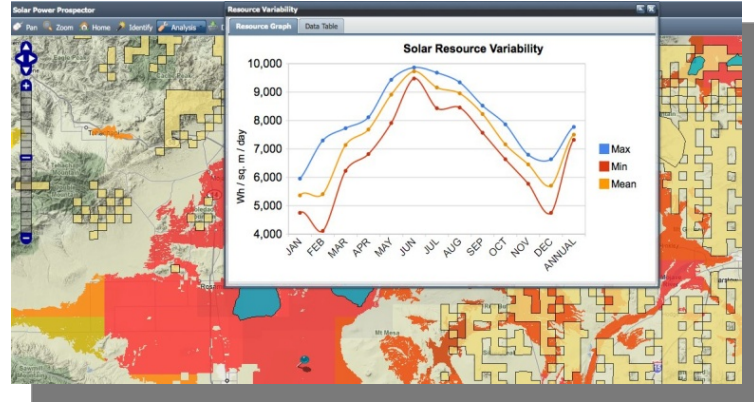 Solar Power Prospector
Resource Variability
Pan Zoom Home Identify Analysis
Resource Graph Data Table
Solar Resource Variability
10,000
9,000
8,000
7,000
6,000
5,000
4,000
Wh / sq. m / day
JAN FEB MAR APR MAY JUN JUL AUG SEP OCT NOV DEC ANNUAL
Max
Min
Mean
Mt Mesa